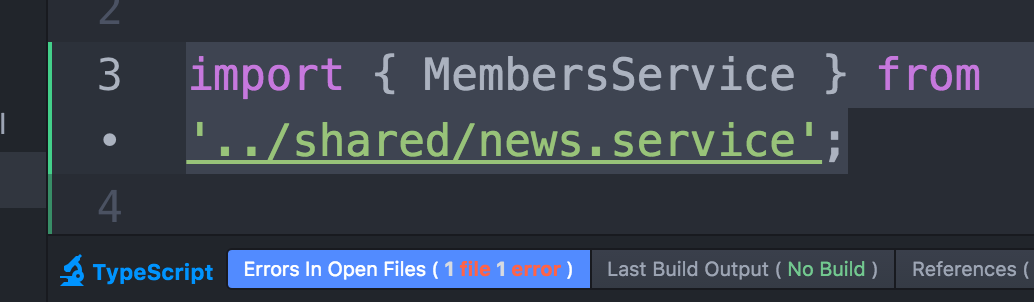 2
3 import { MembersService } from
• '../shared/news.service';
4
TypeScript Errors In Open Files ( 1 file 1 error ) Last Build Output ( No Build ) References (